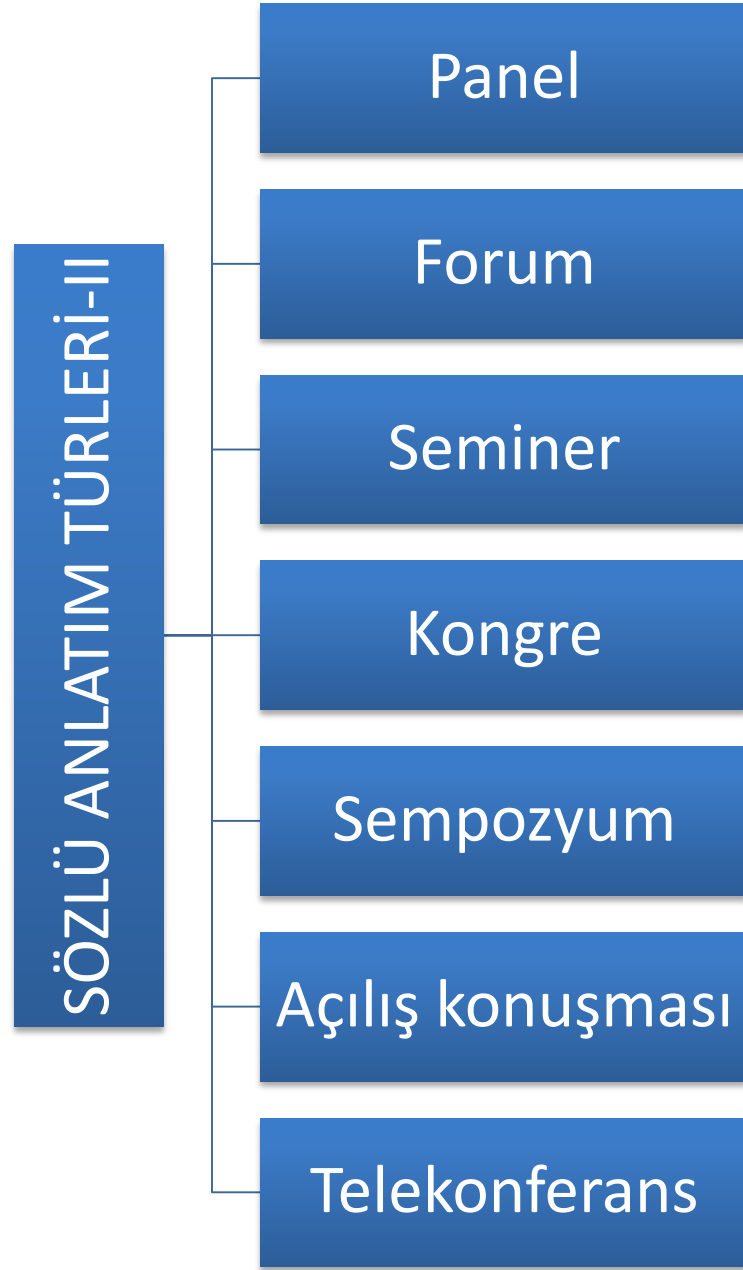 SÖZLÜ ANLATIM TÜRLERİ-II
Panel
Forum
Seminer
Kongre
Sempozyum
Açılış konuşması
Telekonferans